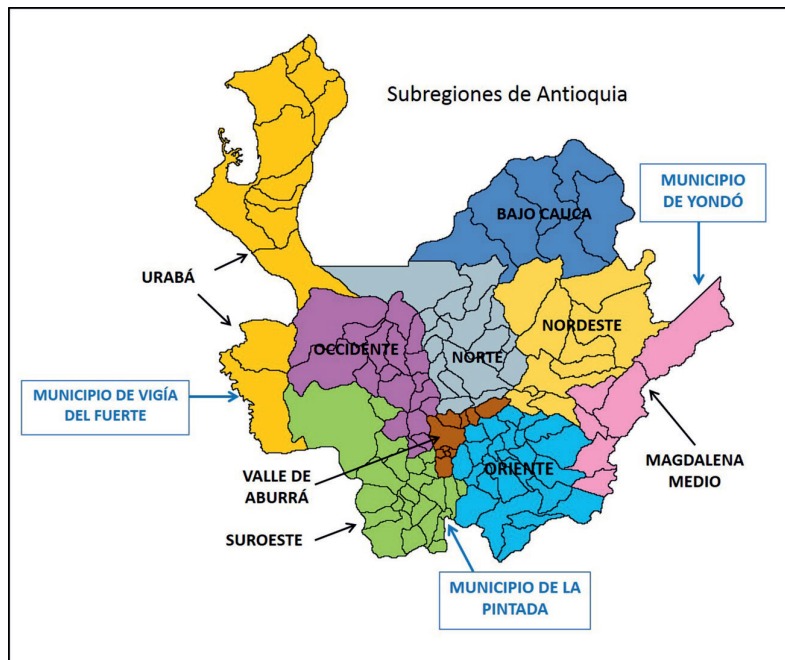 Subregiones de Antioquia
MUNICIPIO
DE YONDÓ
BAJO CAUCA
URABÁ
NORDESTE
OCCIDENTE
NORTE
MUNICIPIO DE VIGÍA
DEL FUERTE
MAGDALENA
MEDIO
VALLE DE
ABURRÁ
ORIENTE
SUROESTE
MUNICIPIO DE LA
PINTADA